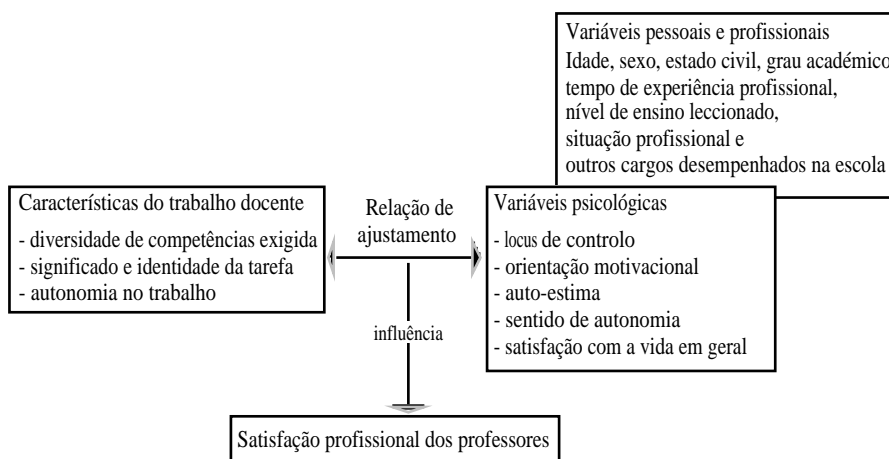 Variáveis pessoais e profissionais
Idade, sexo, estado civil, grau académico
tempo de experiência profissional,
nível de ensino leccionado,
situação profissional e
outros cargos desempenhados na escola
Características do trabalho docente
- diversidade de competências exigida
- significado e identidade da tarefa
- autonomia no trabalho
Relação de
ajustamento
Variáveis psicológicas
- locus de controlo
- orientação motivacional
- auto-estima
- sentido de autonomia
- satisfação com a vida em geral
influência
Satisfação profissional dos professores